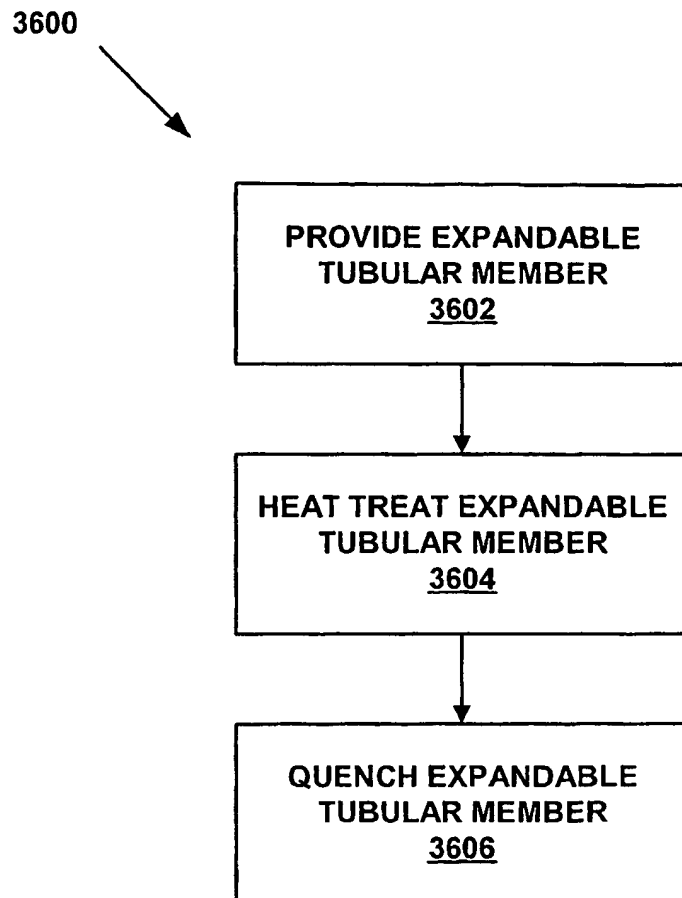 3600
PROVIDE EXPANDABLE
TUBULAR MEMBER
3602
HEAT TREAT EXPANDABLE
TUBULAR MEMBER
3604
QUENCH EXPANDABLE
TUBULAR MEMBER
3606